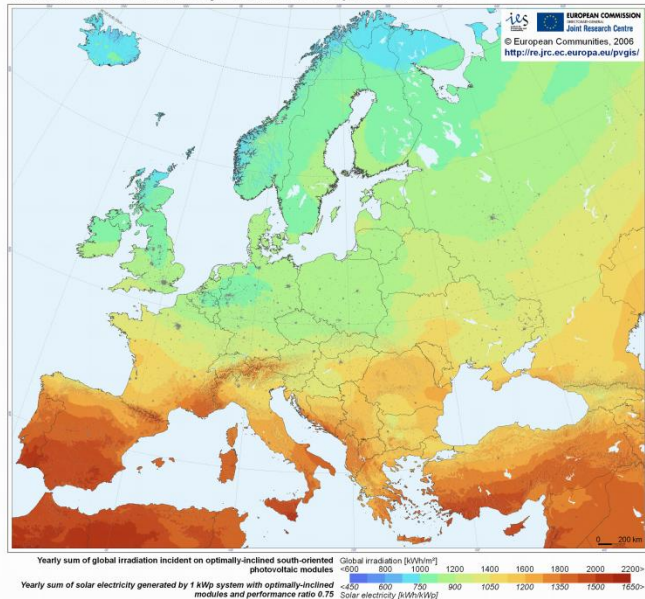 ies
EUROPEAN COMMISSION
DIRECTORATE-GENERAL
Joint Research Centre
© European Communities, 2006
http://re.jrc.ec.europa.eu/pvgis/
0 200 km
Yearly sum of global irradiation incident on optimally-inclined south-oriented
photovoltaic modules
Global irradiation [kWh/m²]
<600 800 1000 1200 1400 1600 1800 2000 2200>
<450 600 750 900 1050 1200 1350 1500 1650>
Yearly sum of solar electricity generated by 1 kWp system with optimally-inclined
modules and performance ratio 0.75
Solar electricity [kWh/kWp]